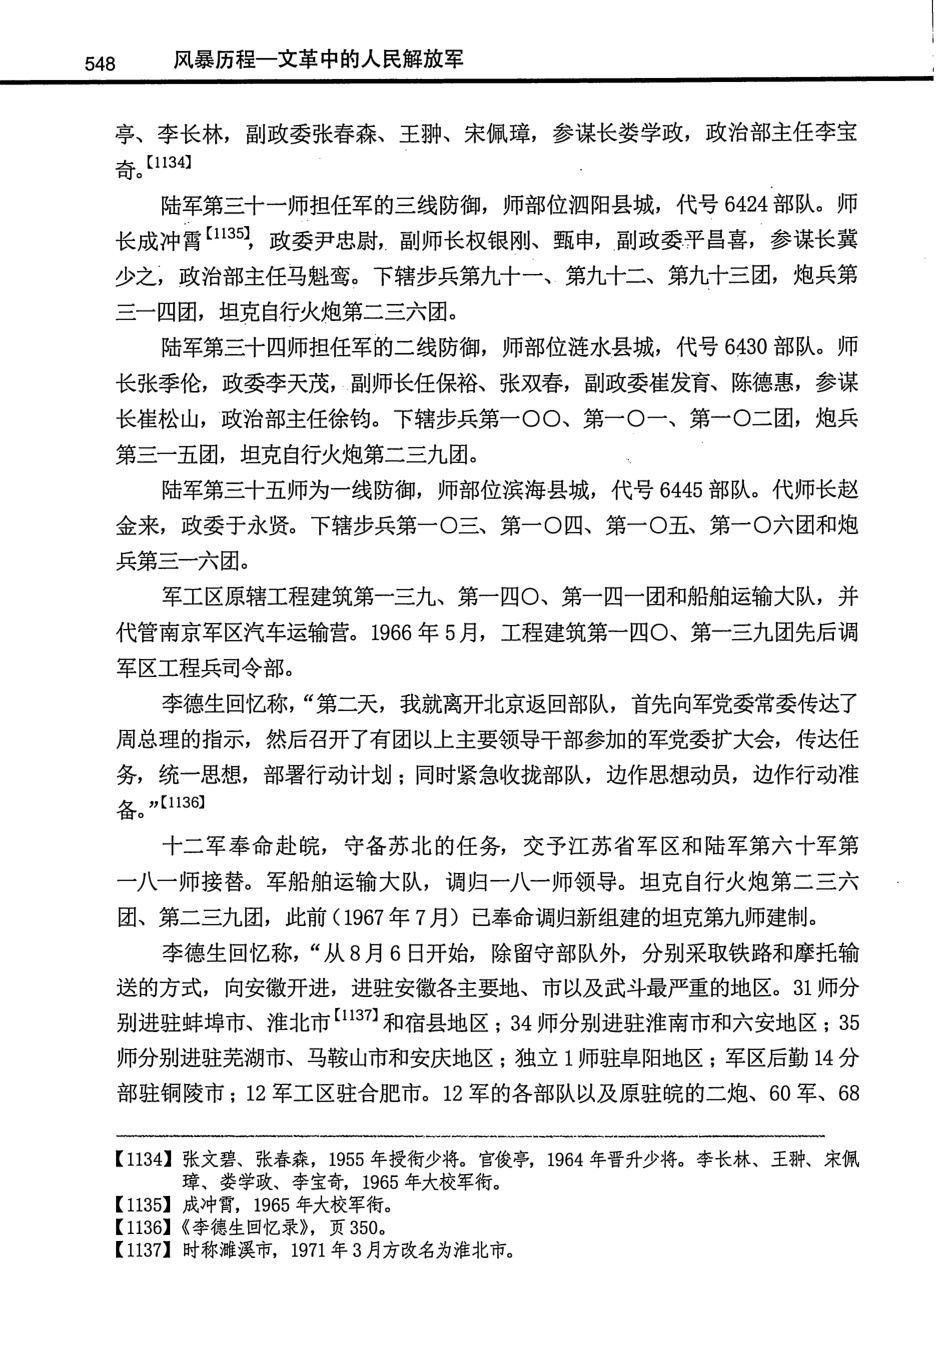 548 风暴历程—文革中的人民解放军
亭、李长林，副政委张春森、王翀、宋佩璋，参谋长娄学政，政治部主任李宝
奇。【1134】
陆军第三十一师担任军的三线防御，师部位泗阳县城，代号 6424 部队。师
长成冲霄【1135】，政委尹忠尉，副师长权银刚、甄申，副政委平昌喜，参谋长冀
少之，政治部主任马魁鸾。下辖步兵第九十一、第九十二、第九十三团，炮兵第
三一四团，坦克自行火炮第二三六团。
陆军第三十四师担任军的二线防御，师部位涟水县城，代号 6430 部队。师
长张季伦，政委李天茂，副师长任保裕、张双春，副政委崔发育、陈德惠，参谋
长崔松山，政治部主任徐钧。下辖步兵第一〇〇、第一〇一、第一〇二团，炮兵
第三一五团，坦克自行火炮第二三九团。
陆军第三十五师为一线防御，师部位滨海县城，代号 6445 部队。代师长赵
金来，政委于永贤。下辖步兵第一〇三、第一〇四、第一〇五、第一〇六团和炮
兵第三一六团。
军工区原辖工程建筑第一三九、第一四〇、第一四一团和船舶运输大队，并
代管南京军区汽车运输营。1966 年 5 月，工程建筑第一四〇、第一三九团先后调
军区工程兵司令部。
李德生回忆称，“第二天，我就离开北京返回部队，首先向军党委常委传达了
周总理的指示，然后召开了有团以上主要领导干部参加的军党委扩大会，传达任
务，统一思想，部署行动计划；同时紧急收拢部队，边作思想动员，边作行动准
备。”【1136】
十二军奉命赴皖，守备苏北的任务，交予江苏省军区和陆军第六十军第
一八一师接替。军船舶运输大队，调归一八一师领导。坦克自行火炮第二三六
团、第二三九团，此前（1967 年 7 月）已奉命调归新组建的坦克第九师建制。
李德生回忆称，“从 8 月 6 日开始，除留守部队外，分别采取铁路和摩托输
送的方式，向安徽开进，进驻安徽各主要地、市以及武斗最严重的地区。31 师分
别进驻蚌埠市、淮北市【1137】和宿县地区；34 师分别进驻淮南市和六安地区；35
师分别进驻芜湖市、马鞍山市和安庆地区；独立 1 师驻阜阳地区；军区后勤 14 分
部驻铜陵市；12 军工区驻合肥市。12 军的各部队以及原驻皖的二炮、60 军、68
【1134】张文碧、张春森，1955 年授衔少将。官俊亭，1964 年晋升少将。李长林、王翀、宋佩
璋、娄学政、李宝奇，1965 年大校军衔。
【1135】成冲霄，1965 年大校军衔。
【1136】《李德生回忆录》，页 350。
【1137】时称濉溪市，1971 年 3 月方改名为淮北市。